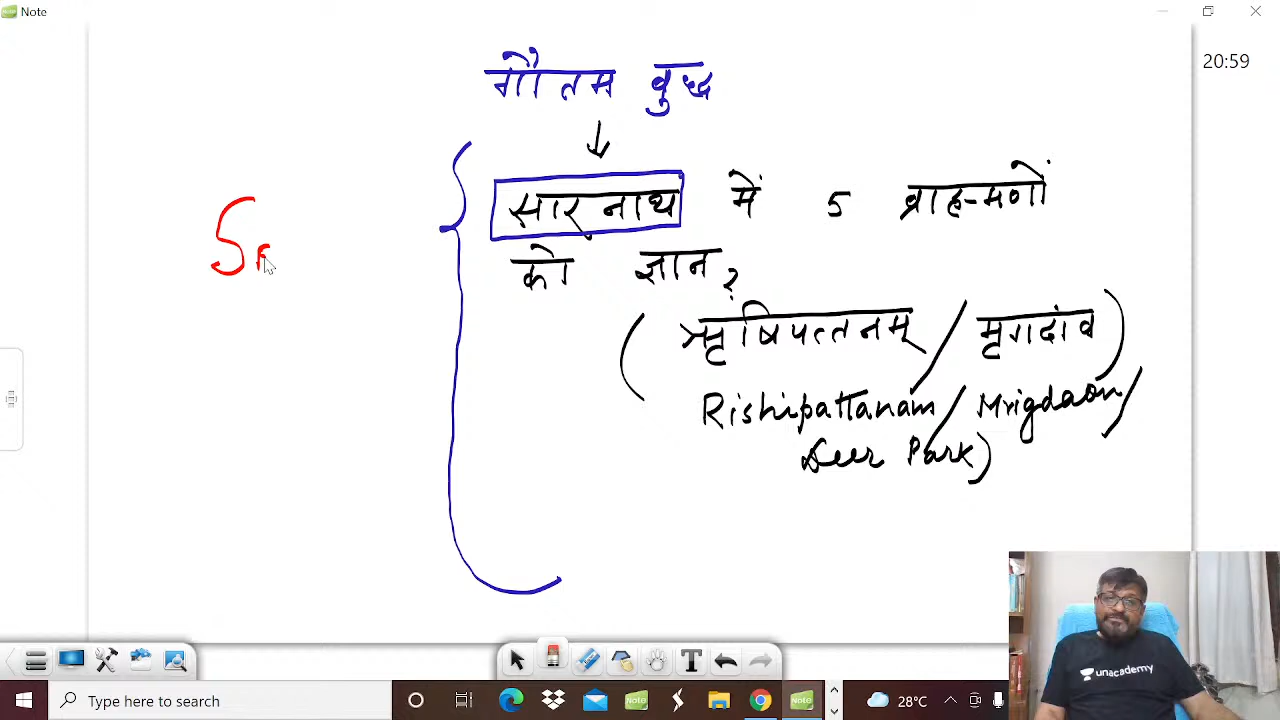 Note
20:59
गौतम बुद्ध
↓
सारनाथ में 5 ब्राह्मणों
को ज्ञान?
(ऋषिपत्तनम् / मृगदांव)
Rishipattanam / Mrigdaon /
Deer Park)
unacademy
Type here to search
28°C